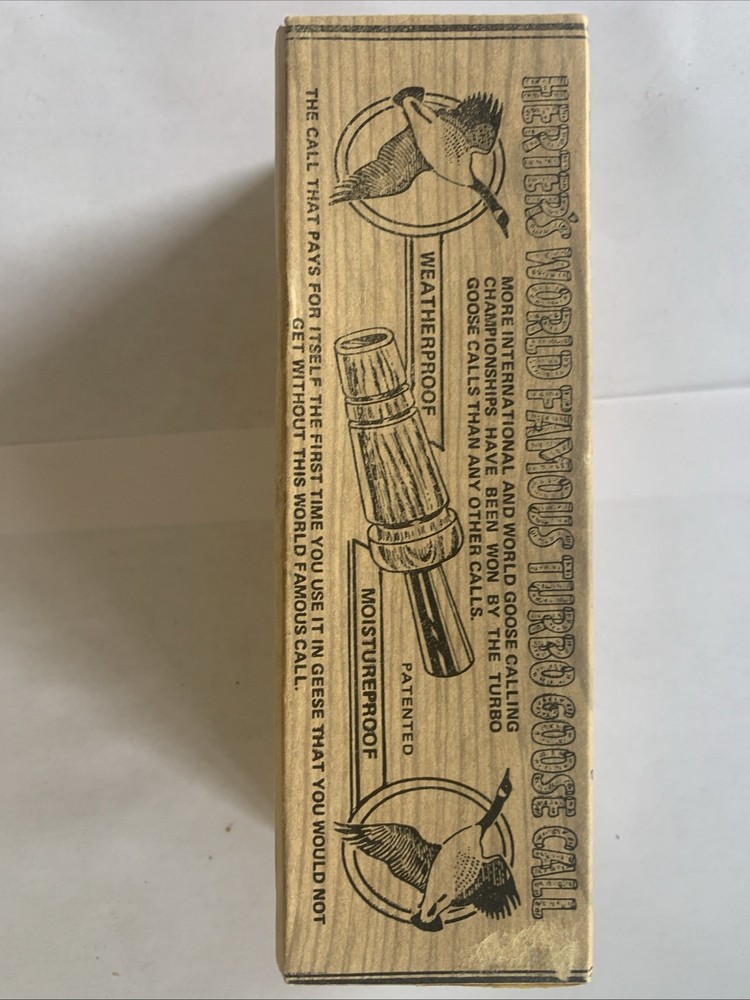 HERTER'S WORLD FAMOUS TURBO GOOSE CALL
MORE INTERNATIONAL AND WORLD GOOSE CALLING
CHAMPIONSHIPS HAVE BEEN WON BY THE TURBO
GOOSE CALLS THAN ANY OTHER CALLS.
WEATHERPROOF
PATENTED
MOISTUREPROOF
THE CALL THAT PAYS FOR ITSELF THE FIRST TIME YOU USE IT IN GEESE THAT YOU WOULD NOT
GET WITHOUT THIS WORLD FAMOUS CALL.